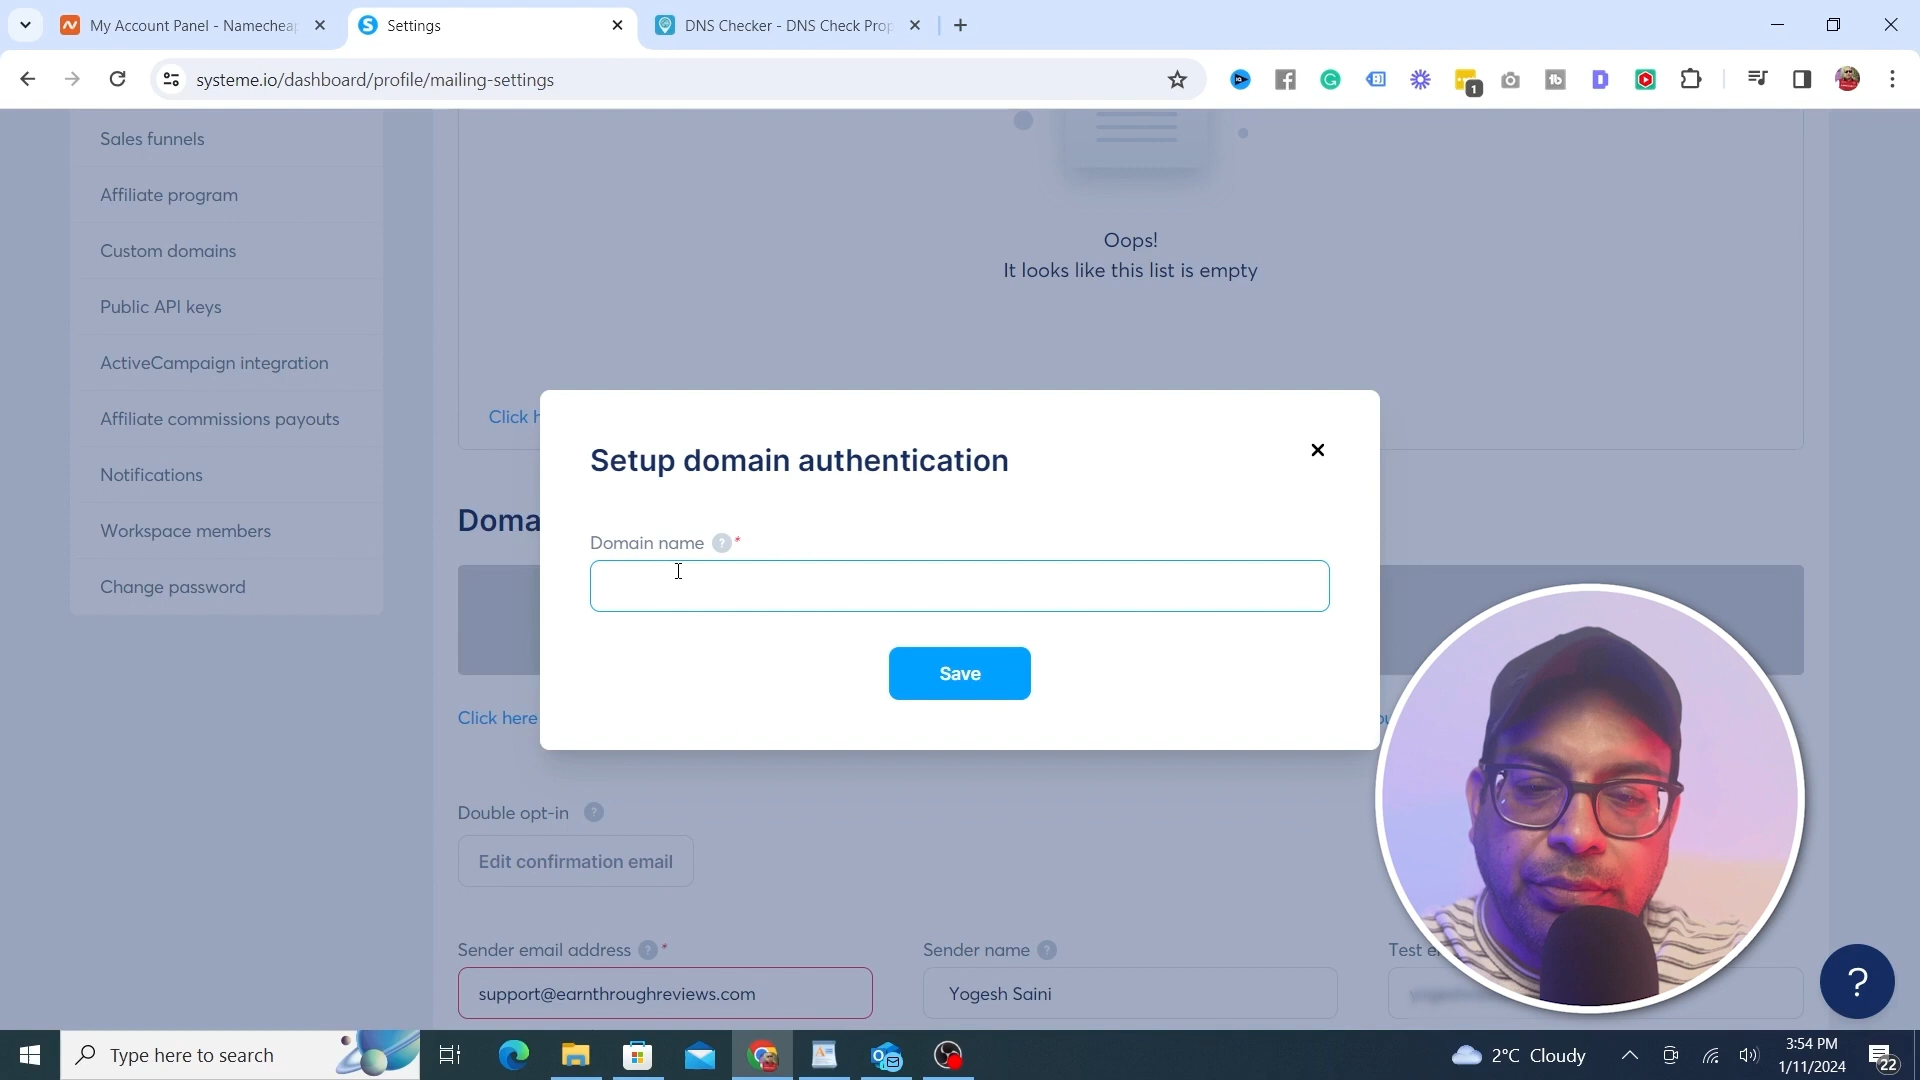 My Account Panel - Namecheap
Settings
DNS Checker - DNS Check Prop
systeme.io/dashboard/profile/mailing-settings
1
Sales funnels
Affiliate program
Custom domains
Public API keys
ActiveCampaign integration
Affiliate commissions payouts
Notifications
Workspace members
Change password
Oops!
It looks like this list is empty
Click h
Setup domain authentication
Doma
Domain name ? *
Save
Click here
Double opt-in ?
Edit confirmation email
Sender email address ? *
Sender name ?
Test e
support@earnthroughreviews.com
Yogesh Saini
?
Type here to search
2°C Cloudy
3:54 PM
1/11/2024
22